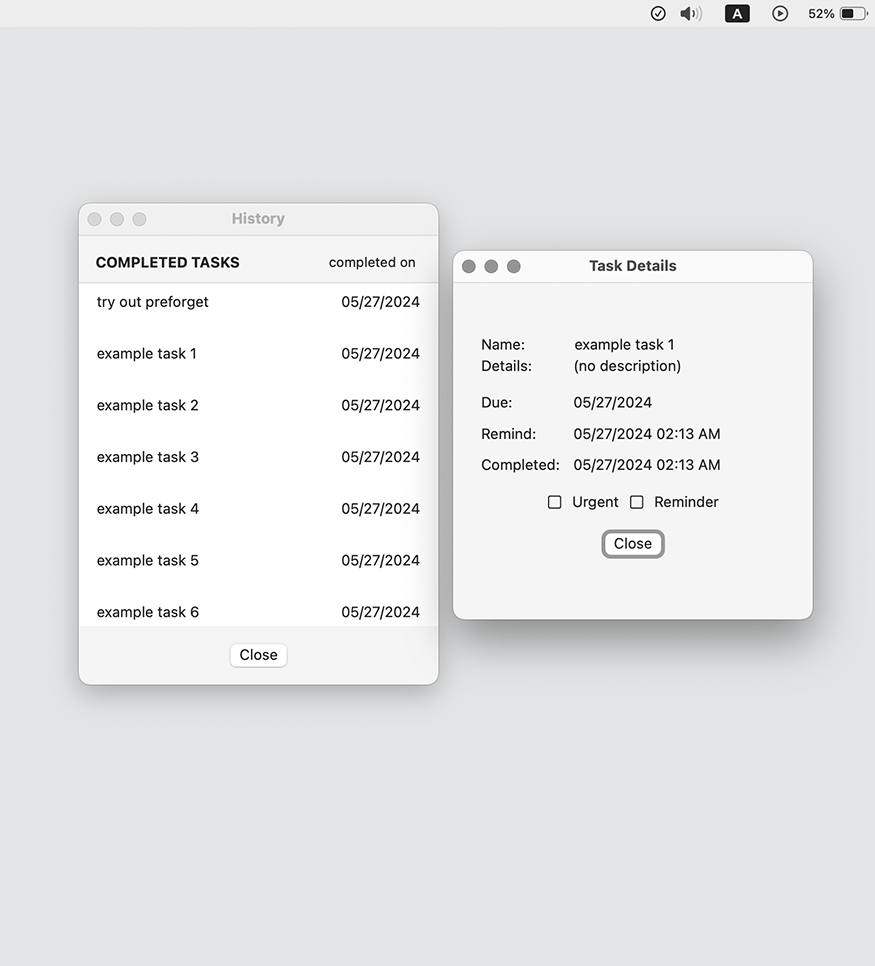 A 52%
History
COMPLETED TASKS completed on
try out preforget 05/27/2024
example task 1 05/27/2024
example task 2 05/27/2024
example task 3 05/27/2024
example task 4 05/27/2024
example task 5 05/27/2024
example task 6 05/27/2024
Close
Task Details
Name: example task 1
Details: (no description)
Due: 05/27/2024
Remind: 05/27/2024 02:13 AM
Completed: 05/27/2024 02:13 AM
Urgent Reminder
Close